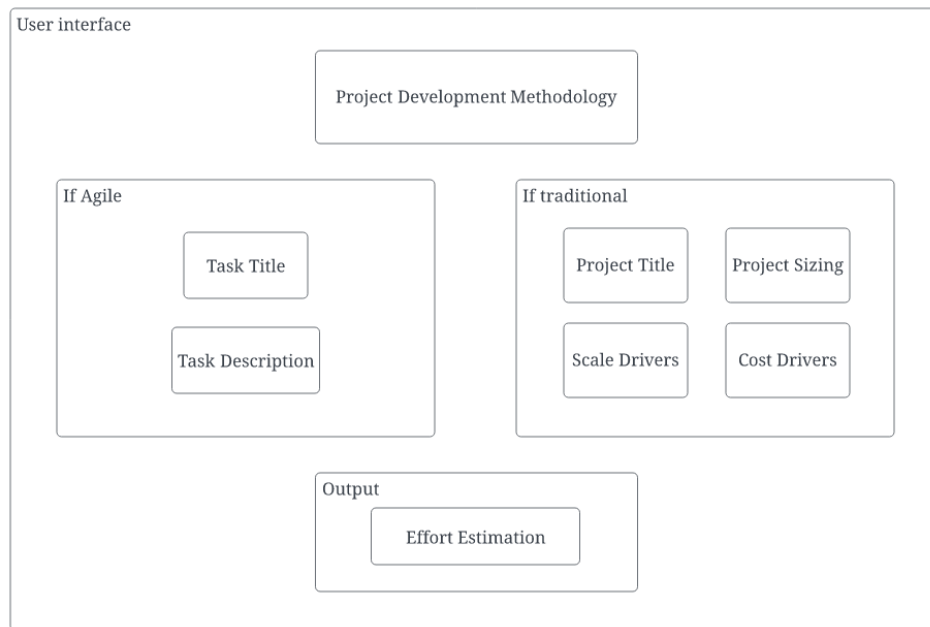 User interface
Project Development Methodology
If Agile
Task Title
Task Description
If traditional
Project Title
Project Sizing
Scale Drivers
Cost Drivers
Output
Effort Estimation